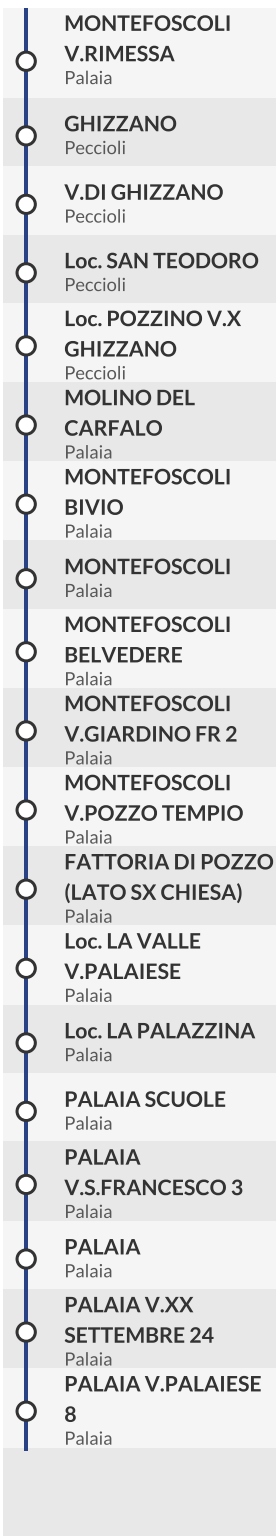 MONTEFOSCOLI
V.RIMESSA
Palaia
GHIZZANO
Peccioli
V.DI GHIZZANO
Peccioli
Loc. SAN TEODORO
Peccioli
Loc. POZZINO V.X
GHIZZANO
Peccioli
MOLINO DEL
CARFALO
Palaia
MONTEFOSCOLI
BIVIO
Palaia
MONTEFOSCOLI
Palaia
MONTEFOSCOLI
BELVEDERE
Palaia
MONTEFOSCOLI
V.GIARDINO FR 2
Palaia
MONTEFOSCOLI
V.POZZO TEMPIO
Palaia
FATTORIA DI POZZO
(LATO SX CHIESA)
Palaia
Loc. LA VALLE
V.PALAIESE
Palaia
Loc. LA PALAZZINA
Palaia
PALAIA SCUOLE
Palaia
PALAIA
V.S.FRANCESCO 3
Palaia
PALAIA
Palaia
PALAIA V.XX
SETTEMBRE 24
Palaia
PALAIA V.PALAIESE
8
Palaia